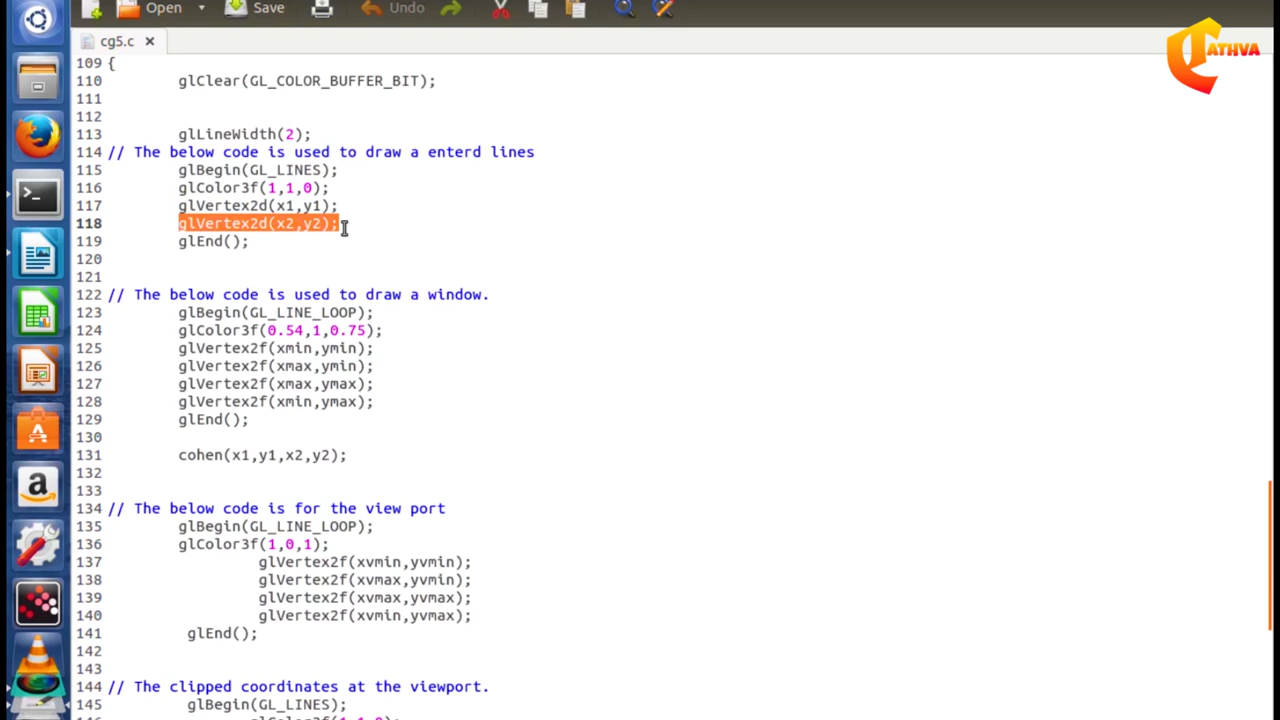 Open Save Undo
CATHVA
cg5.c
109 {
110 glClear(GL_COLOR_BUFFER_BIT);
111
112
113 glLineWidth(2);
114 // The below code is used to draw a enterd lines
115 glBegin(GL_LINES);
116 glColor3f(1,1,0);
117 glVertex2d(x1,y1);
118 glVertex2d(x2,y2);
119 glEnd();
120
121
122 // The below code is used to draw a window.
123 glBegin(GL_LINE_LOOP);
124 glColor3f(0.54,1,0.75);
125 glVertex2f(xmin,ymin);
126 glVertex2f(xmax,ymin);
127 glVertex2f(xmax,ymax);
128 glVertex2f(xmin,ymax);
129 glEnd();
130
131 cohen(x1,y1,x2,y2);
132
133
134 // The below code is for the view port
135 glBegin(GL_LINE_LOOP);
136 glColor3f(1,0,1);
137 glVertex2f(xvmin,yvmin);
138 glVertex2f(xvmax,yvmin);
139 glVertex2f(xvmax,yvmax);
140 glVertex2f(xvmin,yvmax);
141 glEnd();
142
143
144 // The clipped coordinates at the viewport.
145 glBegin(GL_LINES);